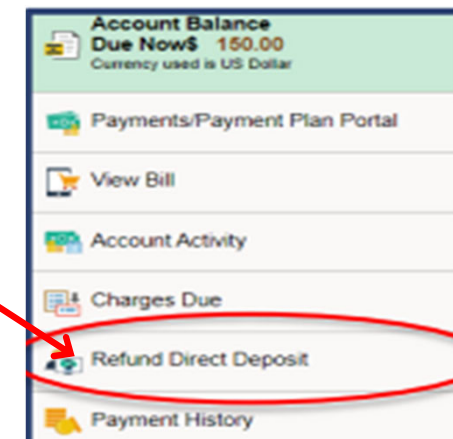 Account Balance
Due Now$ 150.00
Currency used is US Dollar
Payments/Payment Plan Portal
View Bill
Account Activity
Charges Due
Refund Direct Deposit
Payment History